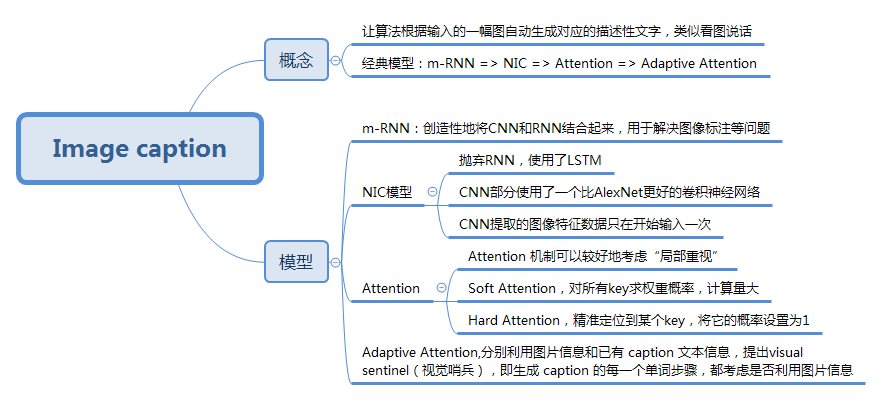 Image caption
概念
让算法根据输入的一幅图自动生成对应的描述性文字，类似看图说话
经典模型：m-RNN => NIC => Attention => Adaptive Attention
模型
m-RNN：创造性地将CNN和RNN结合起来，用于解决图像标注等问题
NIC模型
抛弃RNN，使用了LSTM
CNN部分使用了一个比AlexNet更好的卷积神经网络
CNN提取的图像特征数据只在开始输入一次
Attention
Attention 机制可以较好地考虑“局部重视”
Soft Attention，对所有key求权重概率，计算量大
Hard Attention，精准定位到某个key，将它的概率设置为1
Adaptive Attention,分别利用图片信息和已有 caption 文本信息，提出visual
sentinel（视觉哨兵），即生成 caption 的每一个单词步骤，都考虑是否利用图片信息